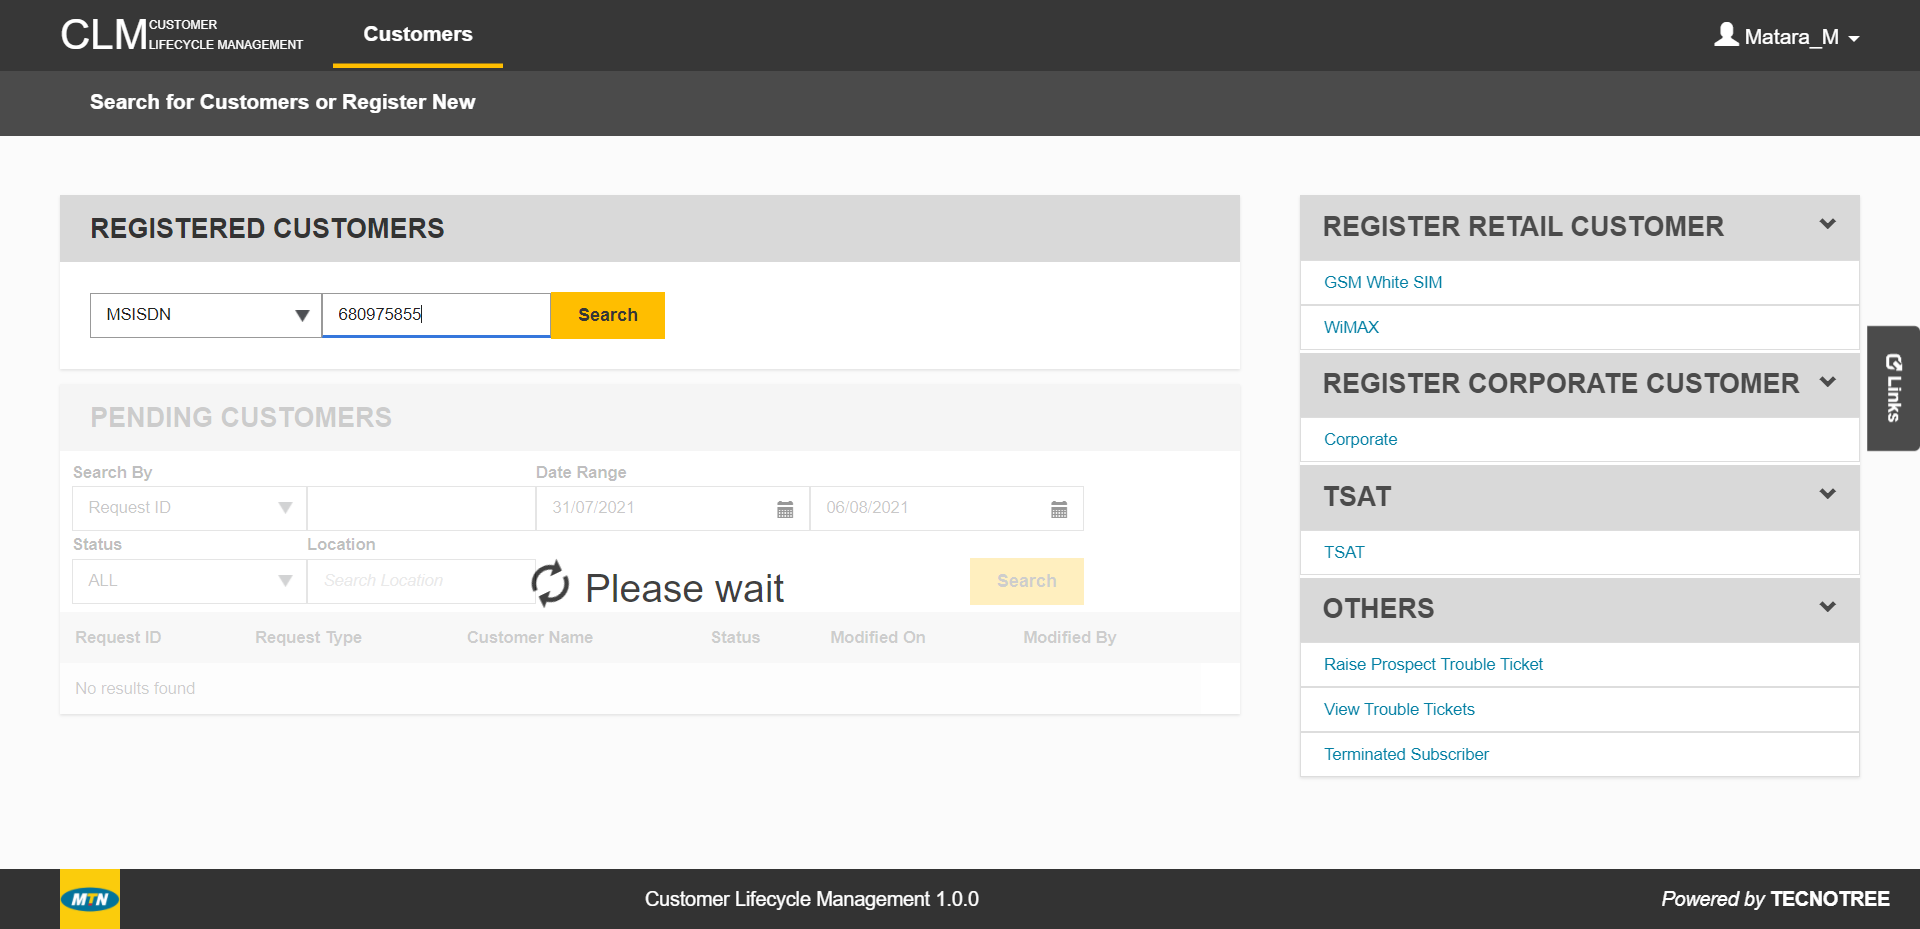 CLM CUSTOMER
LIFECYCLE MANAGEMENT
Customers
Matara_M
Search for Customers or Register New
REGISTERED CUSTOMERS
MSISDN
680975855
Search
PENDING CUSTOMERS
Search By
Date Range
Request ID
31/07/2021
06/08/2021
Status
Location
ALL
Search Location
Please wait
Search
Request ID Request Type Customer Name Status Modified On Modified By
No results found
REGISTER RETAIL CUSTOMER
GSM White SIM
WiMAX
REGISTER CORPORATE CUSTOMER
Corporate
TSAT
TSAT
OTHERS
Raise Prospect Trouble Ticket
View Trouble Tickets
Terminated Subscriber
Links
MTN
Customer Lifecycle Management 1.0.0
Powered by TECNOTREE